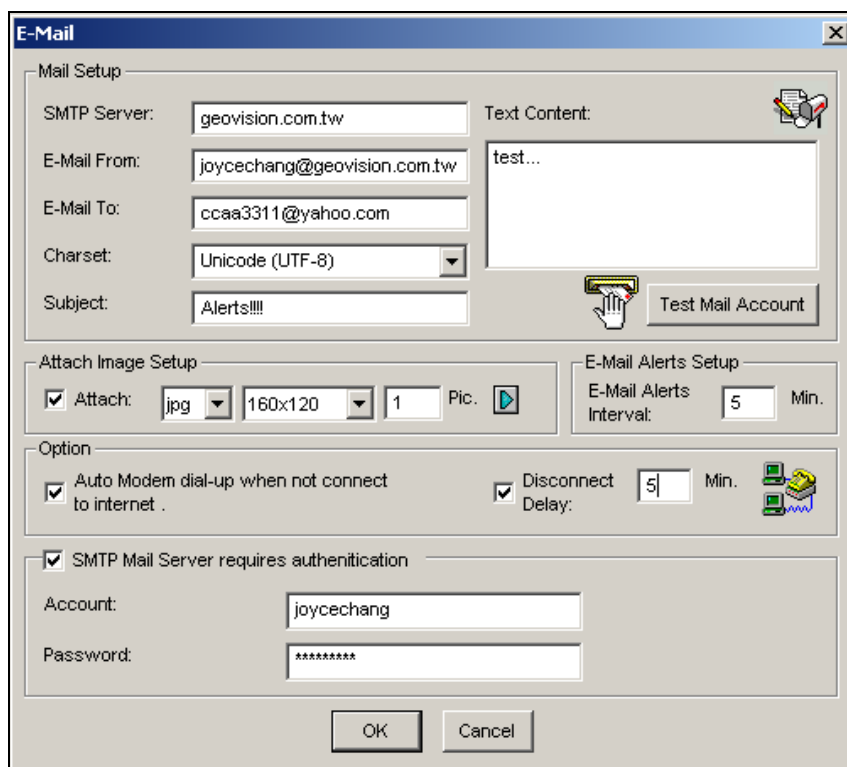 E-Mail
Mail Setup
SMTP Server: geovision.com.tw
E-Mail From: joycechang@geovision.com.tw
E-Mail To: ccaa3311@yahoo.com
Charset: Unicode (UTF-8)
Subject: Alerts!!!!
Text Content:
test...
Test Mail Account
Attach Image Setup
Attach: jpg 160x120 1 Pic.
E-Mail Alerts Setup
E-Mail Alerts
Interval: 5 Min.
Option
Auto Modem dial-up when not connect
to internet .
Disconnect
Delay: 5 Min.
SMTP Mail Server requires authenitication
Account: joycechang
Password: *********
OK Cancel